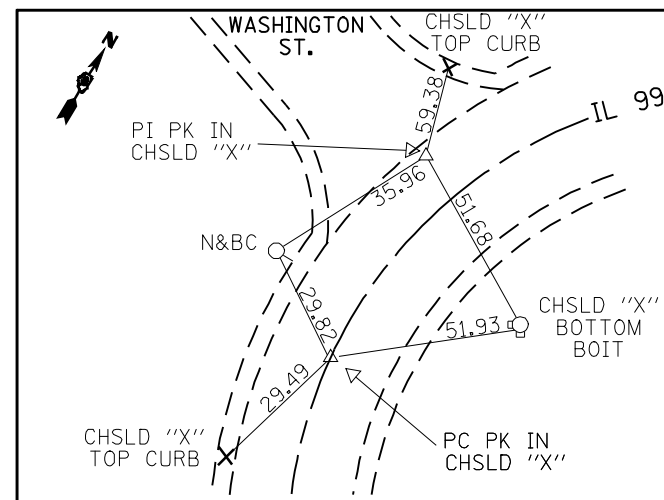 WASHINGTON
ST.
CHSLD "X"
TOP CURB
N
IL 99
59.38
PI PK IN
CHSLD "X"
35.96
51.68
N&BC
29.82
51.93
CHSLD "X"
BOTTOM
BOIT
29.49
CHSLD "X"
TOP CURB
PC PK IN
CHSLD "X"